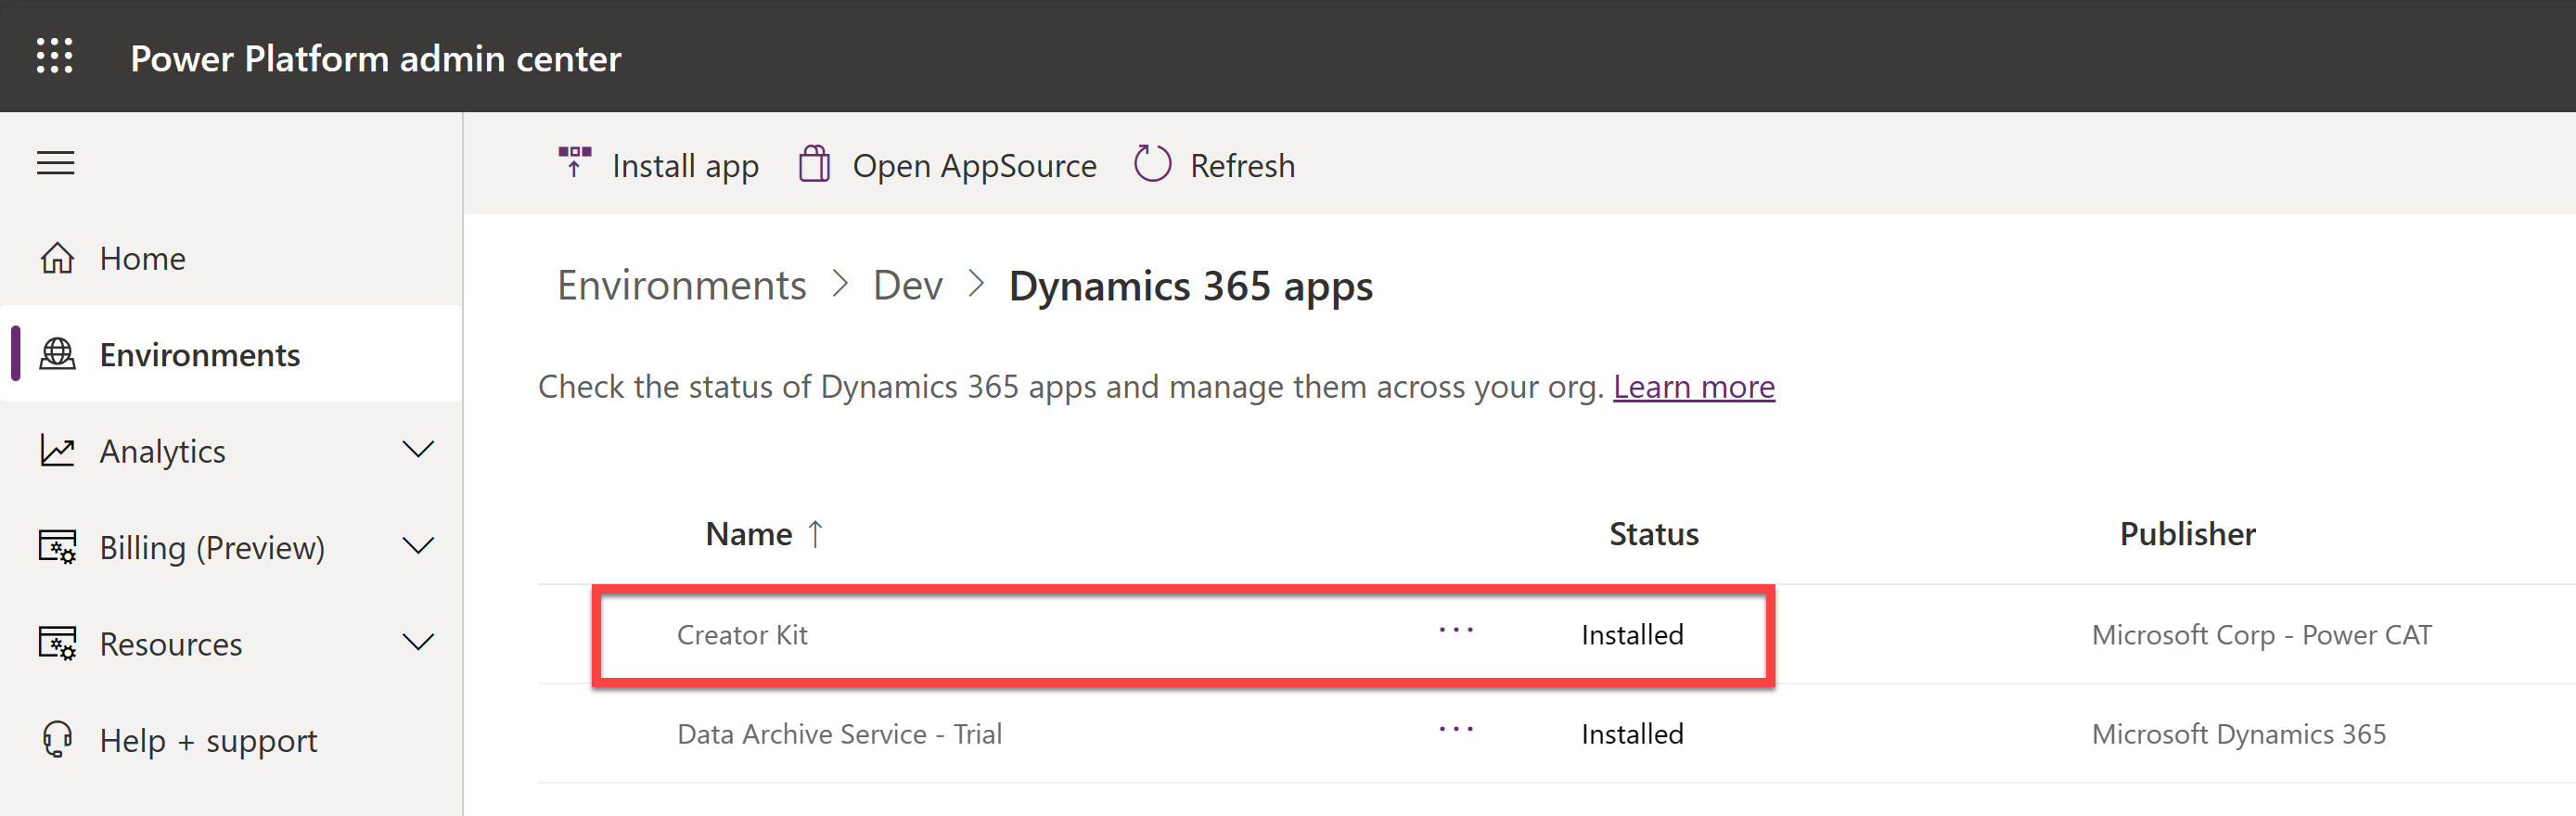 Power Platform admin center
Install app Open AppSource Refresh
Home
Environments
Analytics
Billing (Preview)
Resources
Help + support
Environments > Dev > Dynamics 365 apps
Check the status of Dynamics 365 apps and manage them across your org. Learn more
Name ↑ Status Publisher
Creator Kit ... Installed Microsoft Corp - Power CAT
Data Archive Service - Trial ... Installed Microsoft Dynamics 365